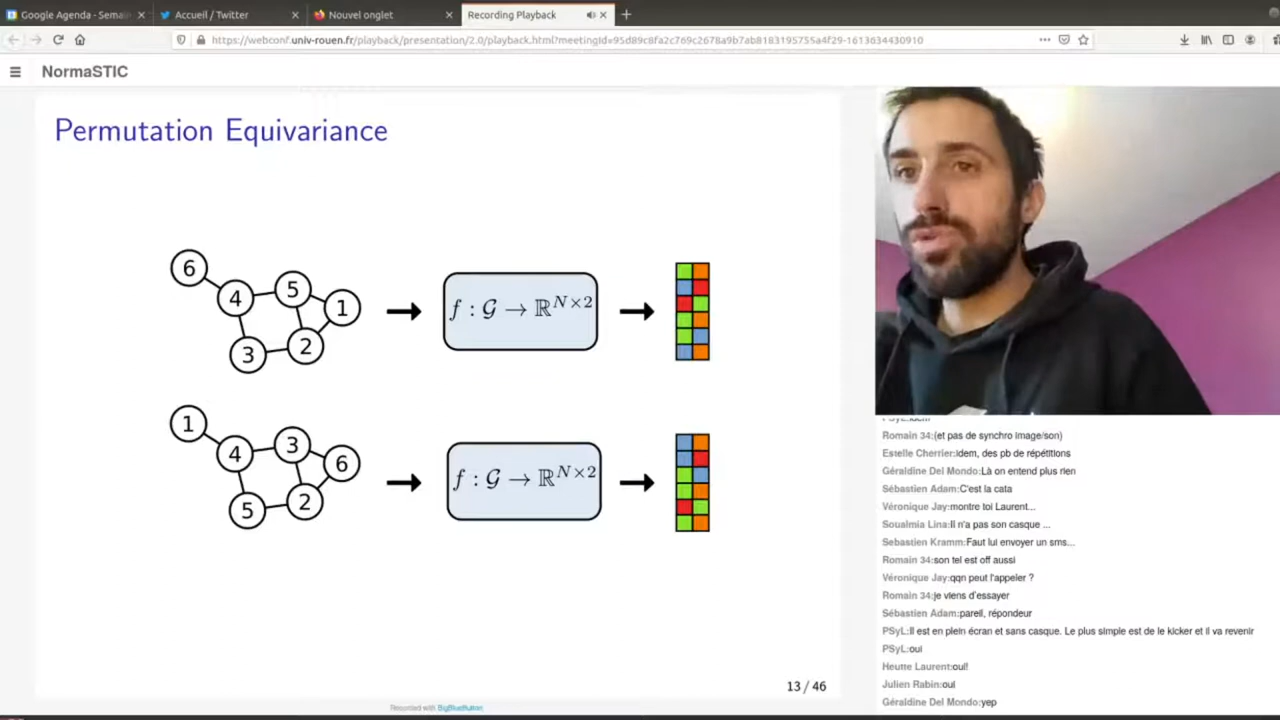 Google Agenda - Semai
Accueil / Twitter
Nouvel onglet
Recording Playback
https://webconf.univ-rouen.fr/playback/presentation/2.0/playback.html?meetingId=95d89c8fa2c769c2678a9b7ab8183195755a4f29-1613634430910
NormaSTIC
Permutation Equivariance
6
4
5
1
3
2
f : G → ℝ^{N×2}
1
4
3
6
5
2
f : G → ℝ^{N×2}
13 / 46
Recorded with BigBlueButton
Romain 34:(et pas de synchro image/son)
Estelle Cherrier:idem, des pb de répétitions
Géraldine Del Mondo:Là on entend plus rien
Sébastien Adam:C'est la cata
Véronique Jay:montre toi Laurent...
Soualmia Lina:Il n'a pas son casque ...
Sebastien Kramm:Faut lui envoyer un sms...
Romain 34:son tel est off aussi
Véronique Jay:qqn peut l'appeler ?
Romain 34:je viens d'essayer
Sébastien Adam:pareil, répondeur
PSyL:Il est en plein écran et sans casque. Le plus simple est de le kicker et il va revenir
PSyL:oui
Heutte Laurent:oui!
Julien Rabin:oui
Géraldine Del Mondo:yep